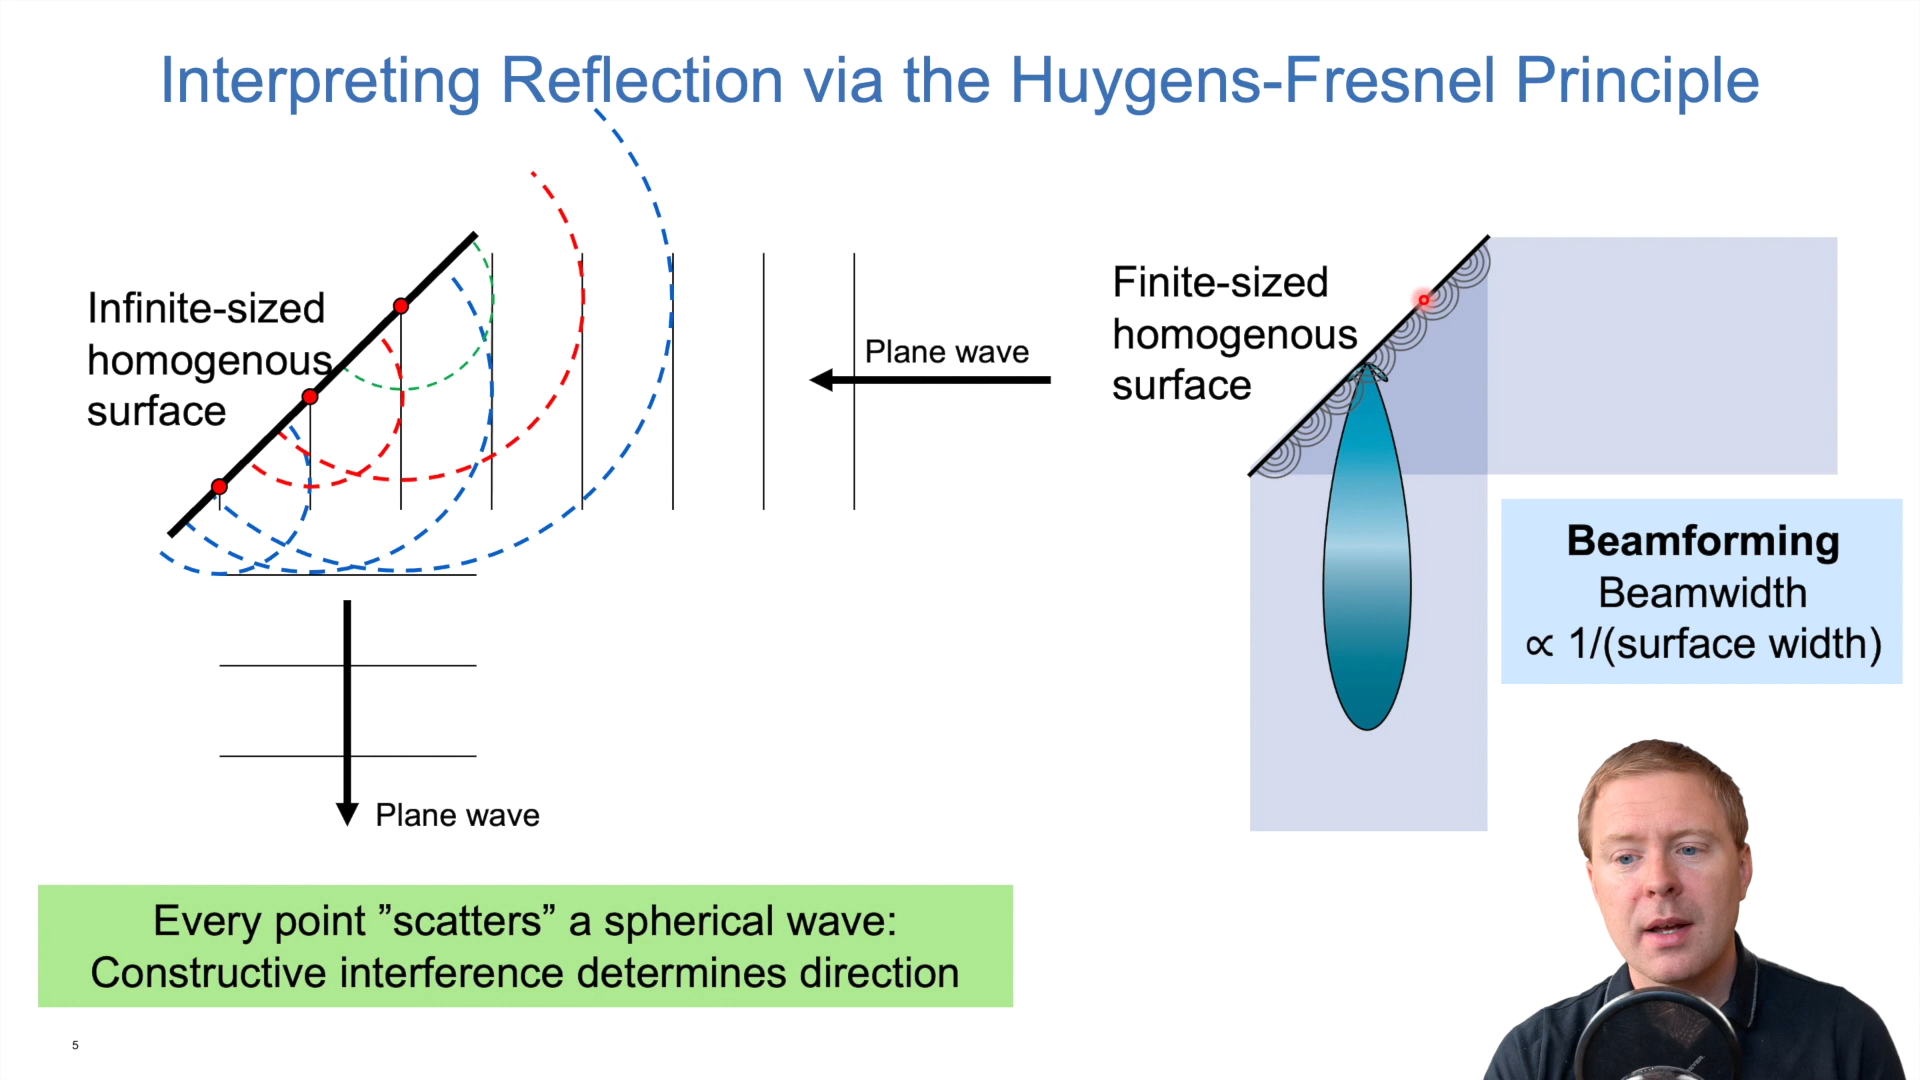 Interpreting Reflection via the Huygens-Fresnel Principle
Infinite-sized
homogenous
surface
Plane wave
Plane wave
Finite-sized
homogenous
surface
Beamforming
Beamwidth
∝ 1/(surface width)
Every point ”scatters” a spherical wave:
Constructive interference determines direction
5